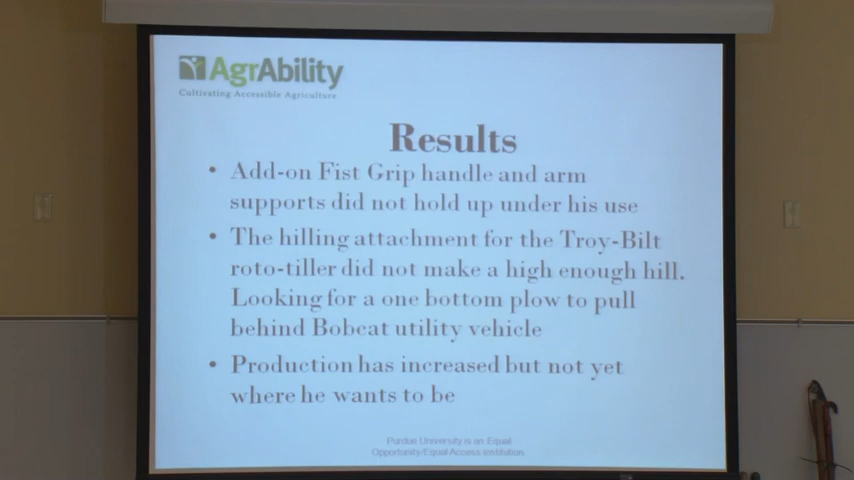 AgrAbility
Cultivating Accessible Agriculture
Results
• Add-on Fist Grip handle and arm
supports did not hold up under his use
• The hilling attachment for the Troy-Bilt
roto-tiller did not make a high enough hill.
Looking for a one bottom plow to pull
behind Bobcat utility vehicle
• Production has increased but not yet
where he wants to be
Purdue University is an Equal
Opportunity/Equal Access institution